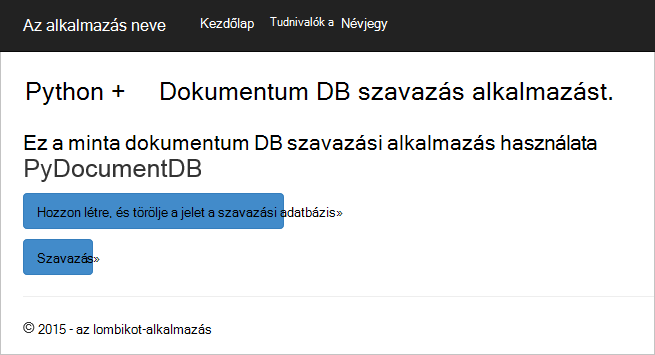 Az alkalmazás neve Kezdőlap Tudnivalók a Névjegy
Python + Dokumentum DB szavazás alkalmazást.
Ez a minta dokumentum DB szavazási alkalmazás használata
PyDocumentDB
Hozzon létre, és törölje a jelet a szavazási adatbázis»
Szavazás»
© 2015 - az lombikot-alkalmazás